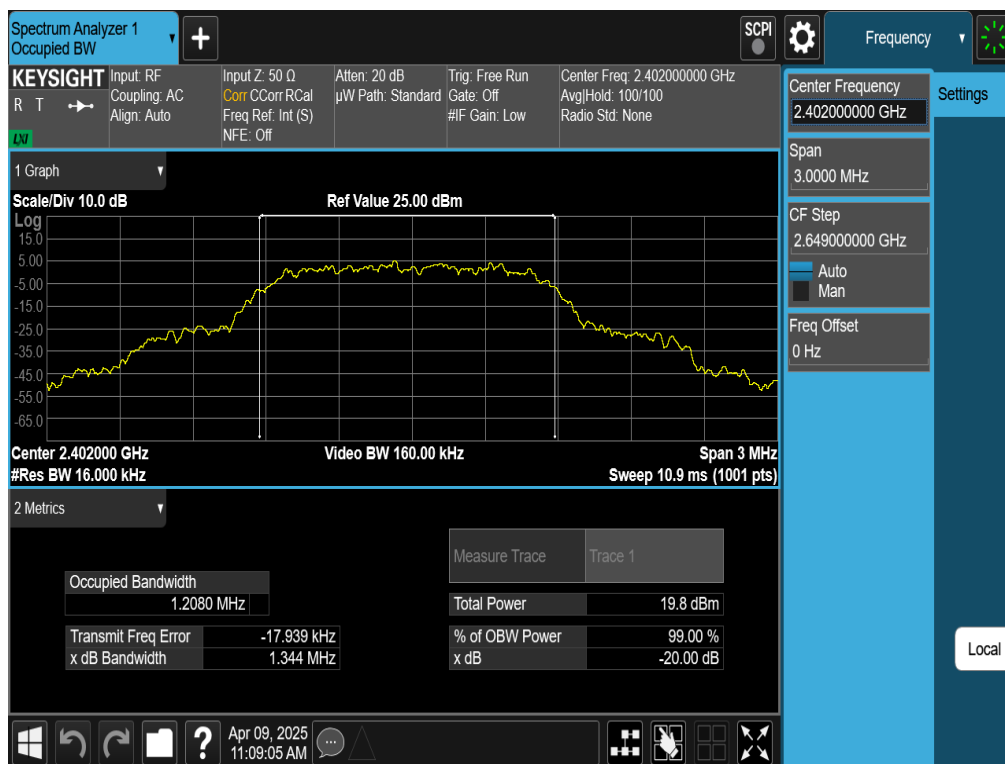 Spectrum Analyzer 1
Occupied BW
+
SCPI
Frequency
KEYSIGHT
R T
LXI
Input: RF
Coupling: AC
Align: Auto
Input Z: 50 Ω
Corr CCorr RCal
Freq Ref: Int (S)
NFE: Off
Atten: 20 dB
µW Path: Standard
Trig: Free Run
Gate: Off
#IF Gain: Low
Center Freq: 2.402000000 GHz
Avg|Hold: 100/100
Radio Std: None
Center Frequency
2.402000000 GHz
Settings
Span
3.0000 MHz
CF Step
2.649000000 GHz
Auto
Man
Freq Offset
0 Hz
1 Graph
Scale/Div 10.0 dB
Ref Value 25.00 dBm
Log
15.0
5.00
-5.00
-15.0
-25.0
-35.0
-45.0
-55.0
-65.0
Center 2.402000 GHz
Video BW 160.00 kHz
Span 3 MHz
#Res BW 16.000 kHz
Sweep 10.9 ms (1001 pts)
2 Metrics
Measure Trace
Trace 1
Occupied Bandwidth
1.2080 MHz
Total Power
19.8 dBm
Transmit Freq Error
-17.939 kHz
% of OBW Power
99.00 %
x dB Bandwidth
1.344 MHz
x dB
-20.00 dB
Local
?
Apr 09, 2025
11:09:05 AM